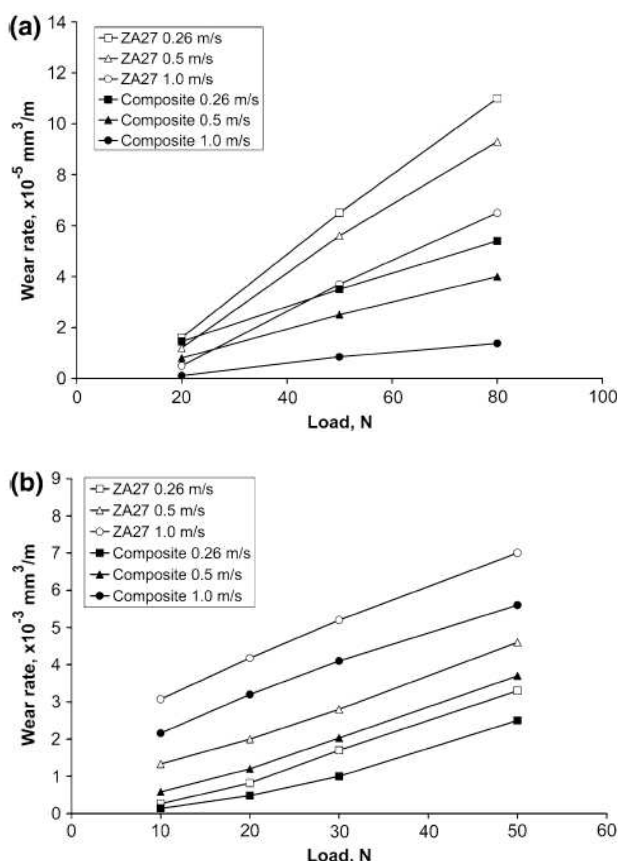 (a)
14
12
10
8
6
4
2
0
Wear rate, x10⁻⁵ mm³/m
ZA27 0.26 m/s
ZA27 0.5 m/s
ZA27 1.0 m/s
Composite 0.26 m/s
Composite 0.5 m/s
Composite 1.0 m/s
0 20 40 60 80 100
Load, N
(b)
9
8
7
6
5
4
3
2
1
0
Wear rate, x10⁻³ mm³/m
ZA27 0.26 m/s
ZA27 0.5 m/s
ZA27 1.0 m/s
Composite 0.26 m/s
Composite 0.5 m/s
Composite 1.0 m/s
0 10 20 30 40 50 60
Load, N